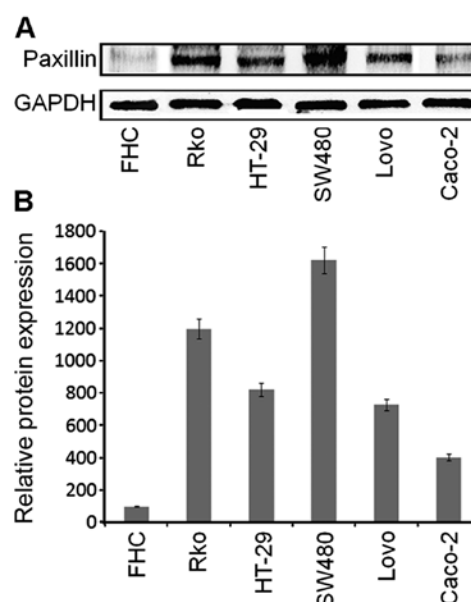 A
Paxillin
GAPDH
FHC
Rko
HT-29
SW480
Lovo
Caco-2
B
Relative protein expression
1800
1600
1400
1200
1000
800
600
400
200
0
FHC
Rko
HT-29
SW480
Lovo
Caco-2